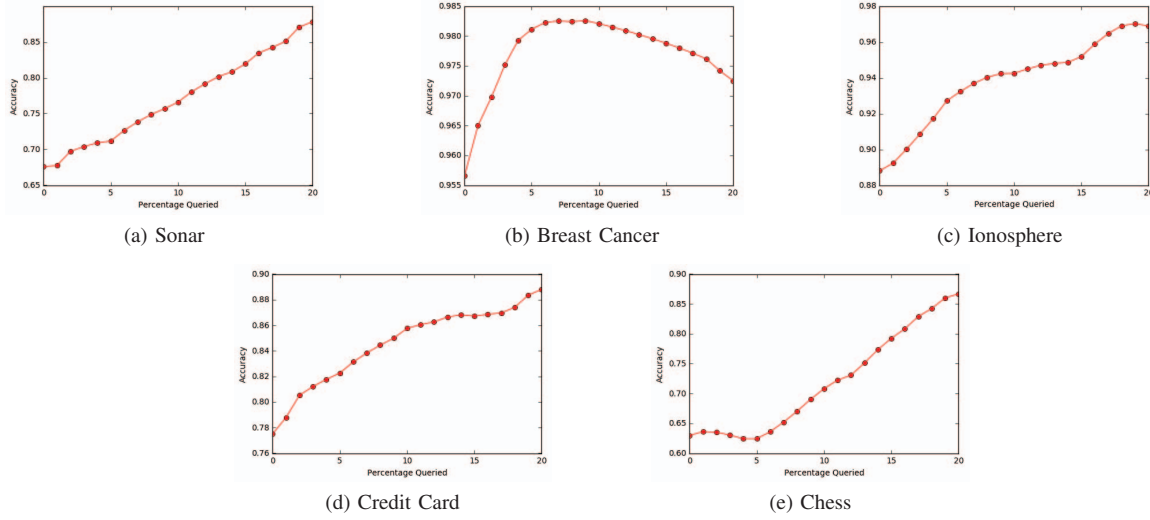 0.85
0.80
0.75
0.70
0.65
Accuracy
0 5 10 15 20
Percentage Queried
(a) Sonar
0.985
0.980
0.975
0.970
0.965
0.960
0.955
Accuracy
0 5 10 15 20
Percentage Queried
(b) Breast Cancer
0.98
0.96
0.94
0.92
0.90
0.88
Accuracy
0 5 10 15 20
Percentage Queried
(c) Ionosphere
0.90
0.88
0.86
0.84
0.82
0.80
0.78
0.76
Accuracy
0 5 10 15 20
Percentage Queried
(d) Credit Card
0.90
0.85
0.80
0.75
0.70
0.65
0.60
Accuracy
0 5 10 15 20
Percentage Queried
(e) Chess